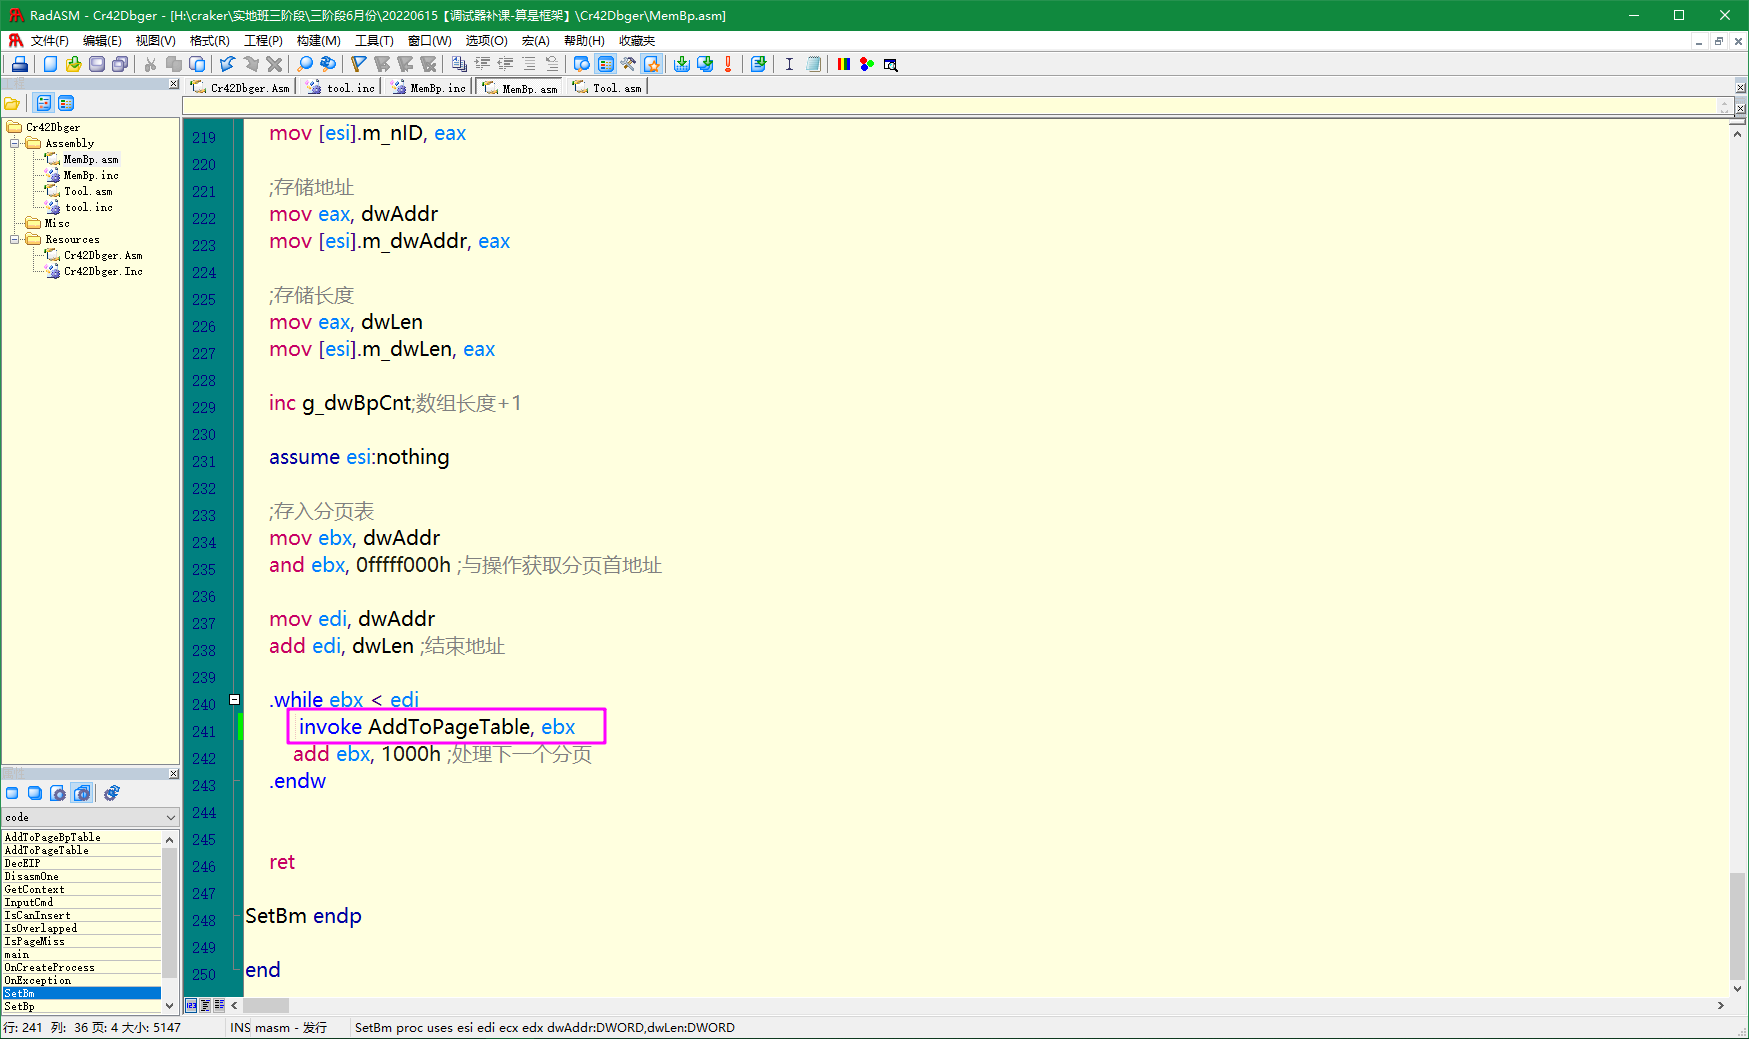 RadASM - Cr42Dbger - [H:\craker\实地班三阶段\三阶段6月份\20220615【调试器补课-算是框架】\Cr42Dbger\MemBp.asm]
文件(F) 编辑(E) 视图(V) 格式(R) 工程(P) 构建(M) 工具(T) 窗口(W) 选项(O) 宏(A) 帮助(H) 收藏夹
Cr42Dbger.Asm tool.inc MemBp.inc MemBp.asm Tool.asm
Cr42Dbger
Assembly
MemBp.asm
MemBp.inc
Tool.asm
tool.inc
Misc
Resources
Cr42Dbger.Asm
Cr42Dbger.Inc
code
AddToPageBpTable
AddToPageTable
DecEIP
DisasmOne
GetContext
InputCmd
IsCanInsert
IsOverlapped
IsPageMiss
main
OnCreateProcess
OnException
SetBm
SetBp
219 mov [esi].m_nID, eax
220
221 ;存储地址
222 mov eax, dwAddr
223 mov [esi].m_dwAddr, eax
224
225 ;存储长度
226 mov eax, dwLen
227 mov [esi].m_dwLen, eax
228
229 inc g_dwBpCnt;数组长度+1
230
231 assume esi:nothing
232
233 ;存入分页表
234 mov ebx, dwAddr
235 and ebx, 0fffff000h ;与操作获取分页首地址
236
237 mov edi, dwAddr
238 add edi, dwLen ;结束地址
239
240 .while ebx < edi
241 invoke AddToPageTable, ebx
242 add ebx, 1000h ;处理下一个分页
243 .endw
244
245
246 ret
247
248 SetBm endp
249
250 end
行: 241 列: 36 页: 4 大小: 5147 INS masm - 发行 SetBm proc uses esi edi ecx edx dwAddr:DWORD,dwLen:DWORD